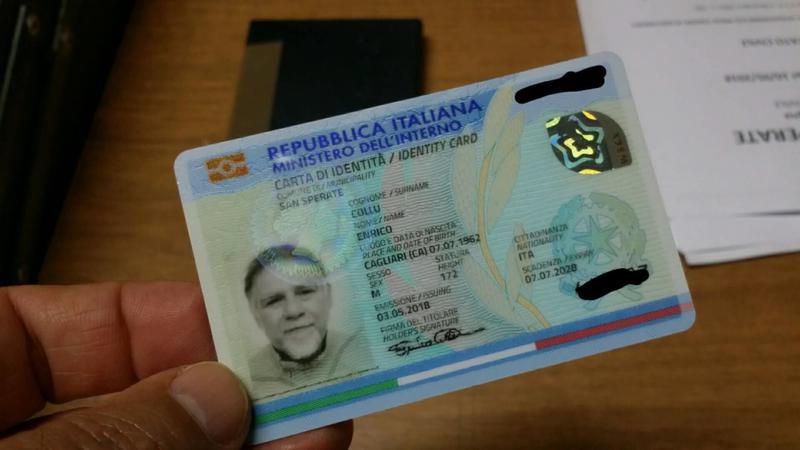 REPUBBLICA ITALIANA
MINISTERO DELL'INTERNO
CARTA DI IDENTITÀ / IDENTITY CARD
COMUNE DI / MUNICIPALITY
SAN SPERATE
COGNOME / SURNAME
COLLU
NOME / NAME
ENRICO
LUOGO E DATA DI NASCITA
PLACE AND DATE OF BIRTH
CAGLIARI (CA) 07.07.1962
SESSO
SEX
M
STATURA
HEIGHT
172
CITTADINANZA
NATIONALITY
ITA
EMISSIONE / ISSUING
03.05.2018
SCADENZA / EXPIRY
07.07.2028
FIRMA DEL TITOLARE
HOLDER'S SIGNATURE